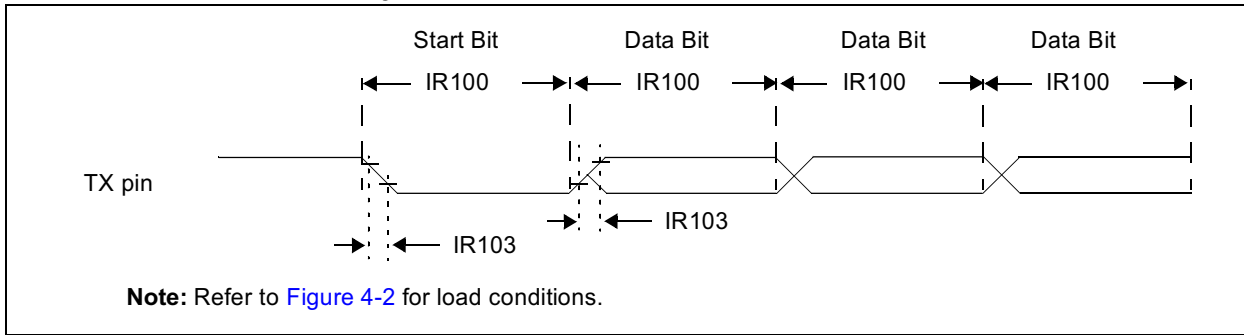 Start Bit Data Bit Data Bit Data Bit
IR100 IR100 IR100 IR100
TX pin
IR103
IR103
Note: Refer to Figure 4-2 for load conditions.